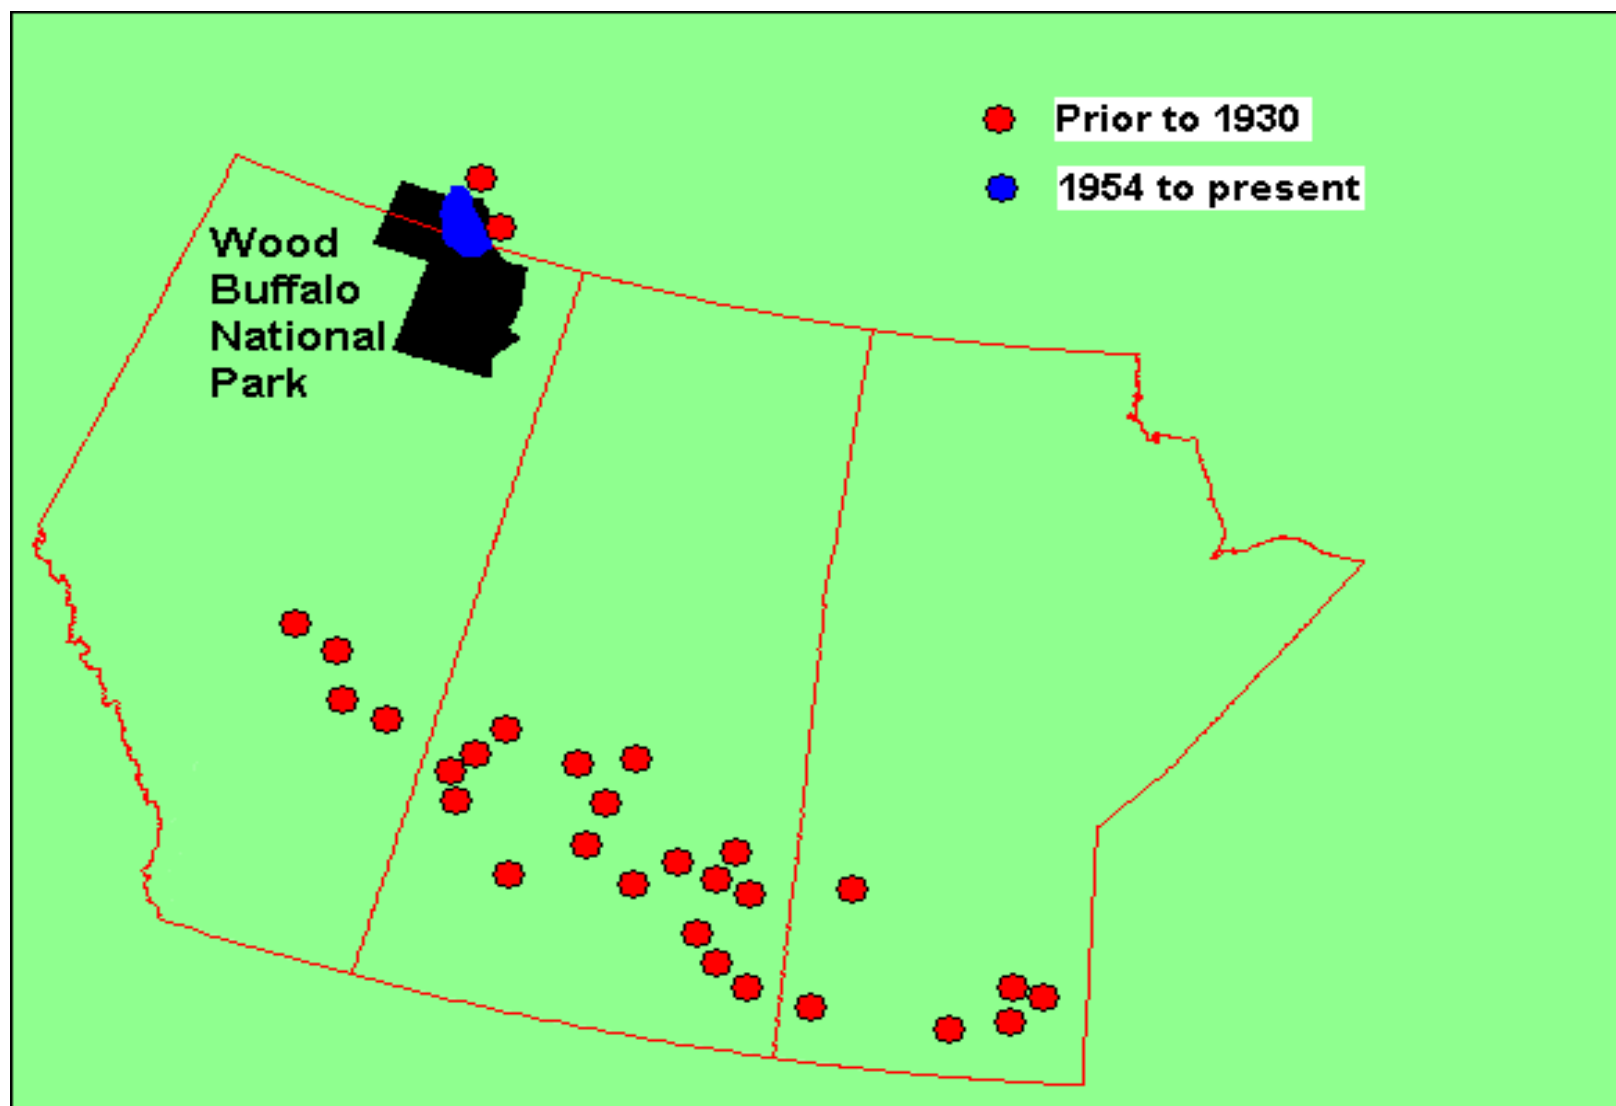 Prior to 1930
1954 to present
Wood
Buffalo
National
Park